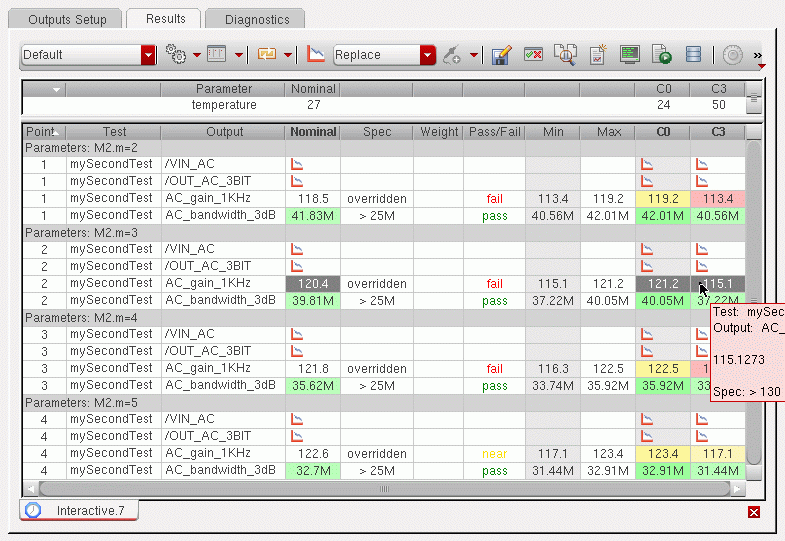 Outputs Setup Results Diagnostics
Default Replace »
Parameter Nominal C0 C3
temperature 27 24 50
Point Test Output Nominal Spec Weight Pass/Fail Min Max C0 C3
Parameters: M2.m=2
1 mySecondTest /VIN_AC
1 mySecondTest /OUT_AC_3BIT
1 mySecondTest AC_gain_1KHz 118.5 overridden fail 113.4 119.2 119.2 113.4
1 mySecondTest AC_bandwidth_3dB 41.83M > 25M pass 40.56M 42.01M 42.01M 40.56M
Parameters: M2.m=3
2 mySecondTest /VIN_AC
2 mySecondTest /OUT_AC_3BIT
2 mySecondTest AC_gain_1KHz 120.4 overridden fail 115.1 121.2 121.2 115.1
2 mySecondTest AC_bandwidth_3dB 39.81M > 25M pass 37.22M 40.05M 40.05M 37.22M
Parameters: M2.m=4
3 mySecondTest /VIN_AC
3 mySecondTest /OUT_AC_3BIT
3 mySecondTest AC_gain_1KHz 121.8 overridden fail 116.3 122.5 122.5
3 mySecondTest AC_bandwidth_3dB 35.62M > 25M pass 33.74M 35.92M 35.92M
Test: mySec
Output: AC_
115.1273
Spec: > 130
Parameters: M2.m=5
4 mySecondTest /VIN_AC
4 mySecondTest /OUT_AC_3BIT
4 mySecondTest AC_gain_1KHz 122.6 overridden near 117.1 123.4 123.4 117.1
4 mySecondTest AC_bandwidth_3dB 32.7M > 25M pass 31.44M 32.91M 32.91M 31.44M
Interactive.7